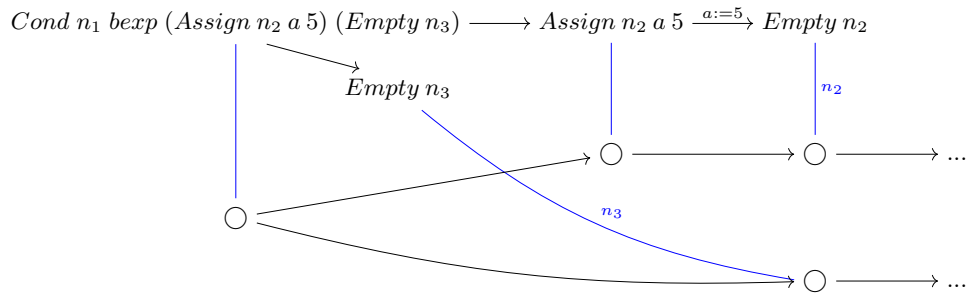 Cond n₁ bexp (Assign n₂ a 5) (Empty n₃)
Assign n₂ a 5
a:=5
Empty n₂
Empty n₃
n₂
...
n₃
...